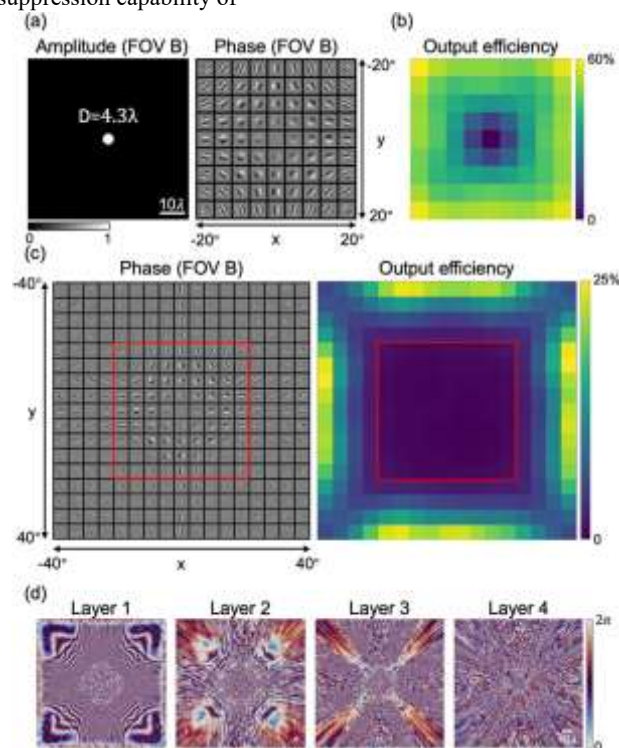 suppression capability of
(a)
Amplitude (FOV B)
D=4.3λ
10λ
0
1
Phase (FOV B)
-20°
y
20°
-20°
x
20°
(b)
Output efficiency
60%
0
(c)
Phase (FOV B)
-40°
y
40°
-40°
x
40°
Output efficiency
25%
0
(d)
Layer 1
Layer 2
Layer 3
Layer 4
2π
0